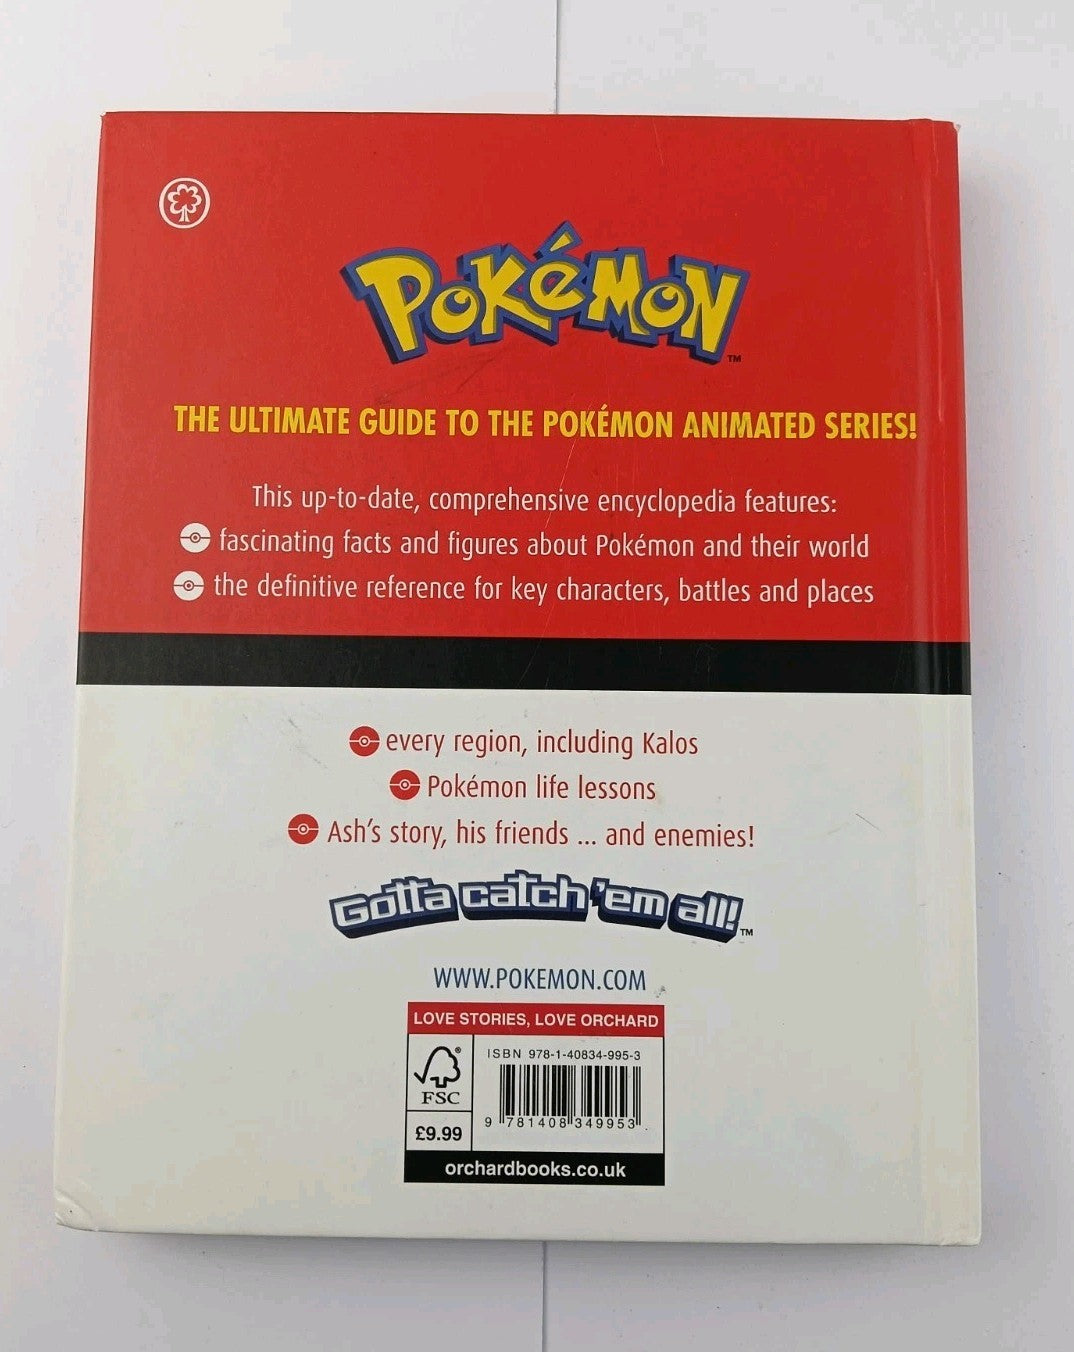 POKéMON™
THE ULTIMATE GUIDE TO THE POKÉMON ANIMATED SERIES!
This up-to-date, comprehensive encyclopedia features:
fascinating facts and figures about Pokémon and their world
the definitive reference for key characters, battles and places
every region, including Kalos
Pokémon life lessons
Ash's story, his friends ... and enemies!
Gotta catch 'em all!™
WWW.POKEMON.COM
LOVE STORIES, LOVE ORCHARD
ISBN 978-1-40834-995-3
FSC®
9 781408 349953
£9.99
orchardbooks.co.uk